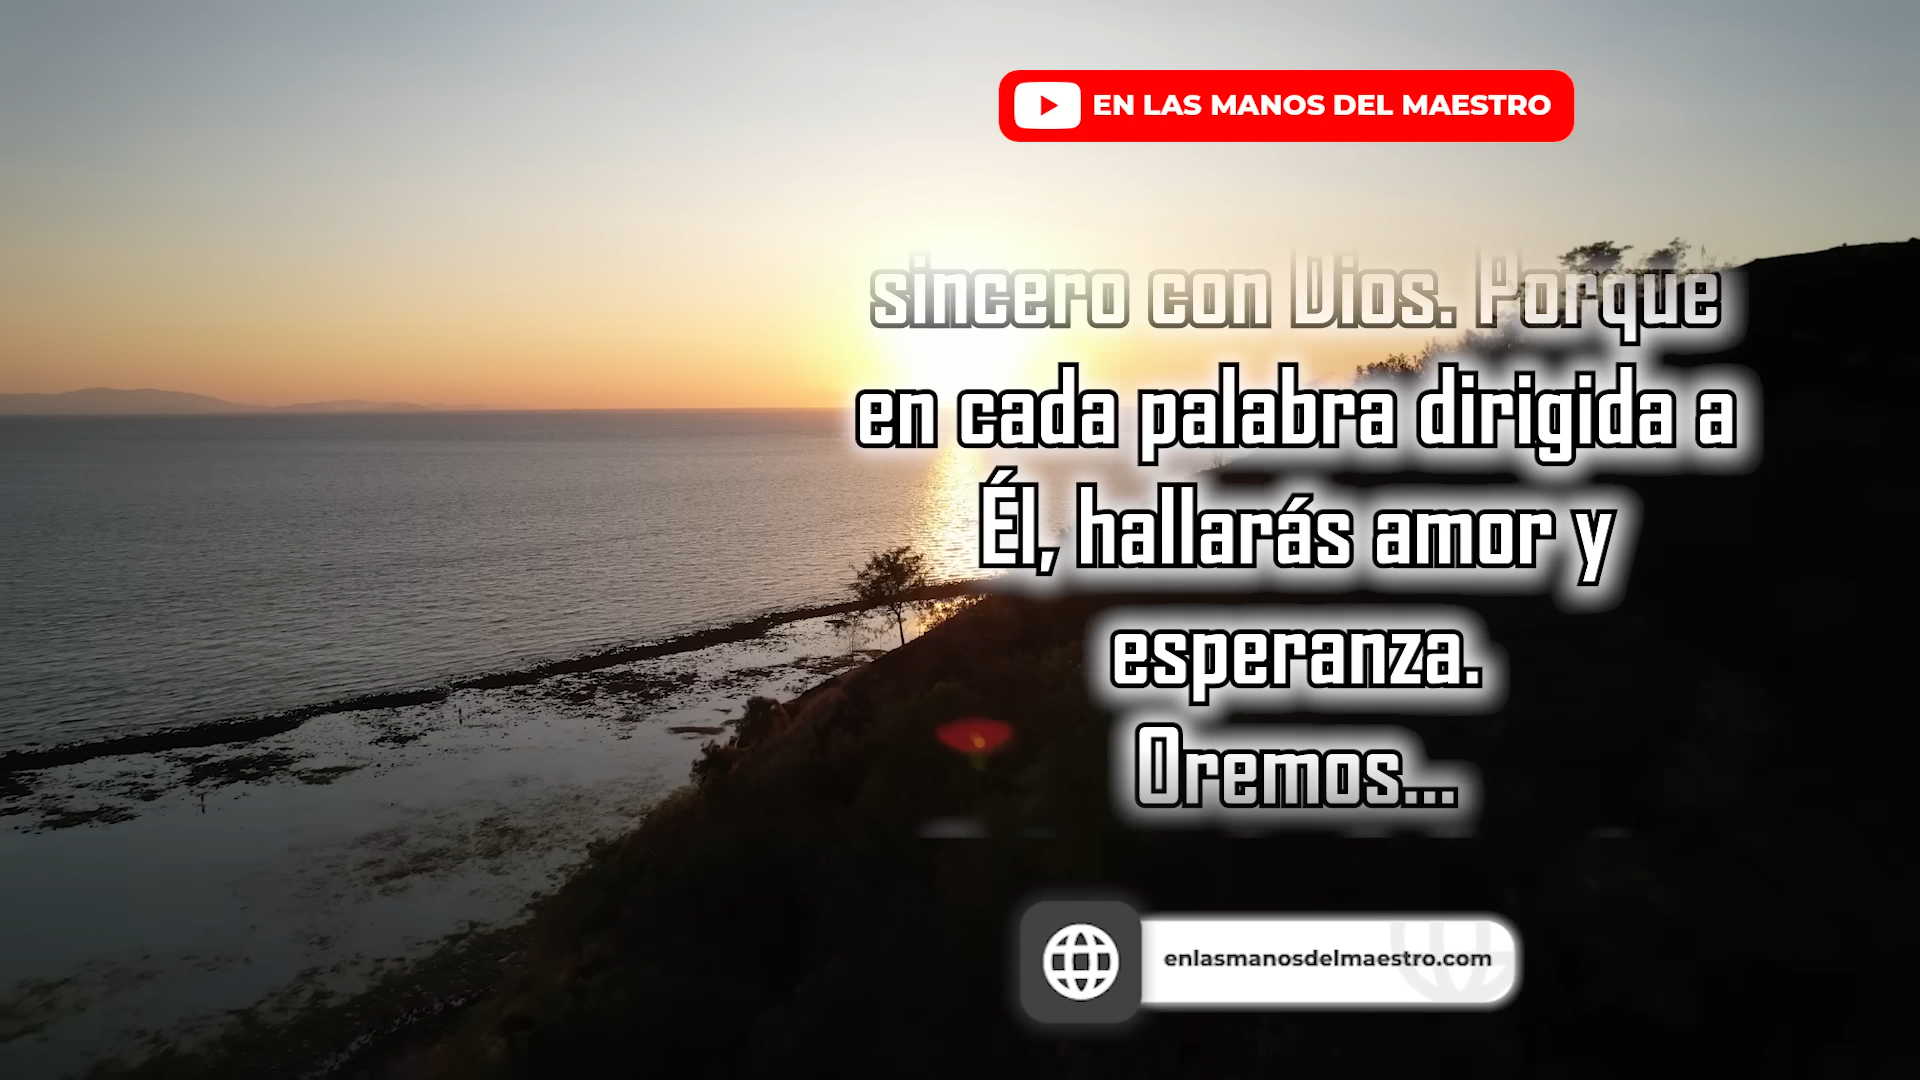 EN LAS MANOS DEL MAESTRO
sincero con Dios. Porque
en cada palabra dirigida a
Él, hallarás amor y
esperanza.
Oremos...
enlasmanosdelmaestro.com